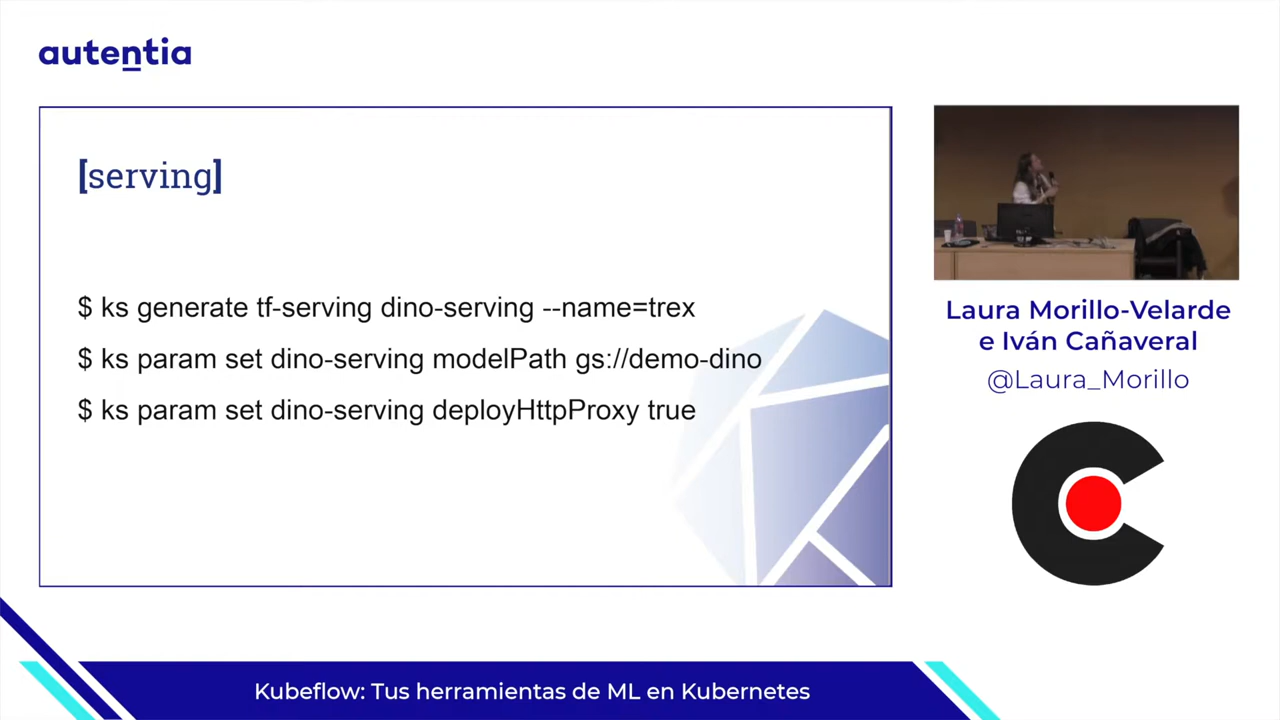 autentia
[serving]
$ ks generate tf-serving dino-serving --name=trex
$ ks param set dino-serving modelPath gs://demo-dino
$ ks param set dino-serving deployHttpProxy true
Laura Morillo-Velarde
e Iván Cañaveral
@Laura_Morillo
Kubeflow: Tus herramientas de ML en Kubernetes